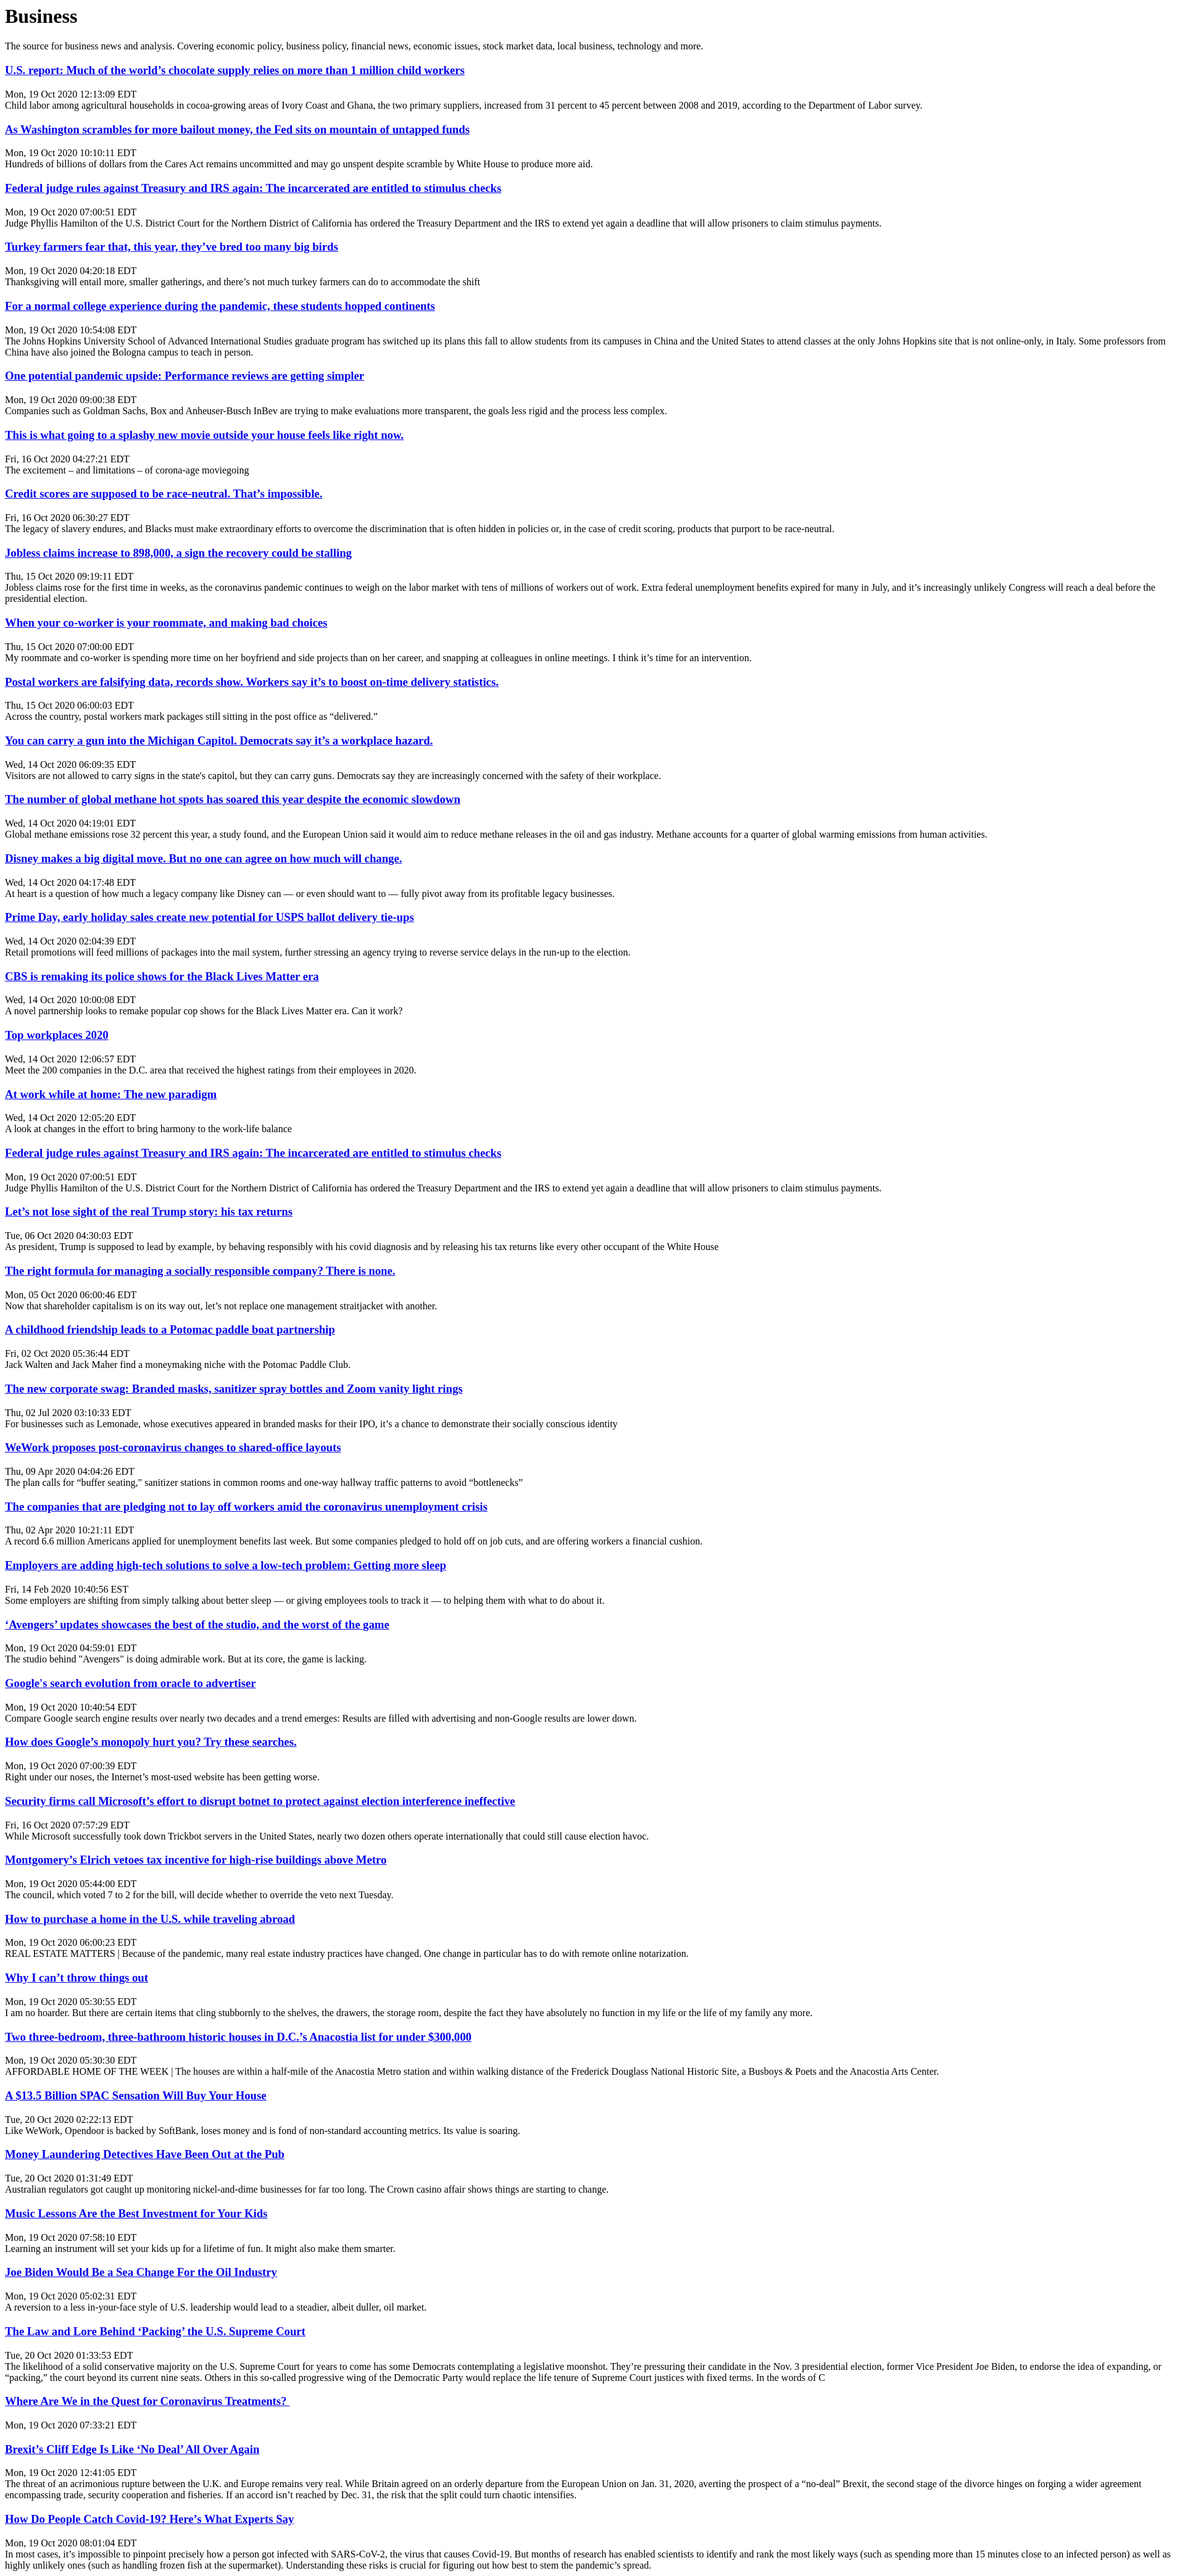 Business
The source for business news and analysis. Covering economic policy, business policy, financial news, economic issues, stock market data, local business, technology and more.
U.S. report: Much of the world’s chocolate supply relies on more than 1 million child workers
Mon, 19 Oct 2020 12:13:09 EDT
Child labor among agricultural households in cocoa-growing areas of Ivory Coast and Ghana, the two primary suppliers, increased from 31 percent to 45 percent between 2008 and 2019, according to the Department of Labor survey.
As Washington scrambles for more bailout money, the Fed sits on mountain of untapped funds
Mon, 19 Oct 2020 10:10:11 EDT
Hundreds of billions of dollars from the Cares Act remains uncommitted and may go unspent despite scramble by White House to produce more aid.
Federal judge rules against Treasury and IRS again: The incarcerated are entitled to stimulus checks
Mon, 19 Oct 2020 07:00:51 EDT
Judge Phyllis Hamilton of the U.S. District Court for the Northern District of California has ordered the Treasury Department and the IRS to extend yet again a deadline that will allow prisoners to claim stimulus payments.
Turkey farmers fear that, this year, they’ve bred too many big birds
Mon, 19 Oct 2020 04:20:18 EDT
Thanksgiving will entail more, smaller gatherings, and there’s not much turkey farmers can do to accommodate the shift
For a normal college experience during the pandemic, these students hopped continents
Mon, 19 Oct 2020 10:54:08 EDT
The Johns Hopkins University School of Advanced International Studies graduate program has switched up its plans this fall to allow students from its campuses in China and the United States to attend classes at the only Johns Hopkins site that is not online-only, in Italy. Some professors from
China have also joined the Bologna campus to teach in person.
One potential pandemic upside: Performance reviews are getting simpler
Mon, 19 Oct 2020 09:00:38 EDT
Companies such as Goldman Sachs, Box and Anheuser-Busch InBev are trying to make evaluations more transparent, the goals less rigid and the process less complex.
This is what going to a splashy new movie outside your house feels like right now.
Fri, 16 Oct 2020 04:27:21 EDT
The excitement – and limitations – of corona-age moviegoing
Credit scores are supposed to be race-neutral. That’s impossible.
Fri, 16 Oct 2020 06:30:27 EDT
The legacy of slavery endures, and Blacks must make extraordinary efforts to overcome the discrimination that is often hidden in policies or, in the case of credit scoring, products that purport to be race-neutral.
Jobless claims increase to 898,000, a sign the recovery could be stalling
Thu, 15 Oct 2020 09:19:11 EDT
Jobless claims rose for the first time in weeks, as the coronavirus pandemic continues to weigh on the labor market with tens of millions of workers out of work. Extra federal unemployment benefits expired for many in July, and it’s increasingly unlikely Congress will reach a deal before the
presidential election.
When your co-worker is your roommate, and making bad choices
Thu, 15 Oct 2020 07:00:00 EDT
My roommate and co-worker is spending more time on her boyfriend and side projects than on her career, and snapping at colleagues in online meetings. I think it’s time for an intervention.
Postal workers are falsifying data, records show. Workers say it’s to boost on-time delivery statistics.
Thu, 15 Oct 2020 06:00:03 EDT
Across the country, postal workers mark packages still sitting in the post office as “delivered.”
You can carry a gun into the Michigan Capitol. Democrats say it’s a workplace hazard.
Wed, 14 Oct 2020 06:09:35 EDT
Visitors are not allowed to carry signs in the state's capitol, but they can carry guns. Democrats say they are increasingly concerned with the safety of their workplace.
The number of global methane hot spots has soared this year despite the economic slowdown
Wed, 14 Oct 2020 04:19:01 EDT
Global methane emissions rose 32 percent this year, a study found, and the European Union said it would aim to reduce methane releases in the oil and gas industry. Methane accounts for a quarter of global warming emissions from human activities.
Disney makes a big digital move. But no one can agree on how much will change.
Wed, 14 Oct 2020 04:17:48 EDT
At heart is a question of how much a legacy company like Disney can — or even should want to — fully pivot away from its profitable legacy businesses.
Prime Day, early holiday sales create new potential for USPS ballot delivery tie-ups
Wed, 14 Oct 2020 02:04:39 EDT
Retail promotions will feed millions of packages into the mail system, further stressing an agency trying to reverse service delays in the run-up to the election.
CBS is remaking its police shows for the Black Lives Matter era
Wed, 14 Oct 2020 10:00:08 EDT
A novel partnership looks to remake popular cop shows for the Black Lives Matter era. Can it work?
Top workplaces 2020
Wed, 14 Oct 2020 12:06:57 EDT
Meet the 200 companies in the D.C. area that received the highest ratings from their employees in 2020.
At work while at home: The new paradigm
Wed, 14 Oct 2020 12:05:20 EDT
A look at changes in the effort to bring harmony to the work-life balance
Federal judge rules against Treasury and IRS again: The incarcerated are entitled to stimulus checks
Mon, 19 Oct 2020 07:00:51 EDT
Judge Phyllis Hamilton of the U.S. District Court for the Northern District of California has ordered the Treasury Department and the IRS to extend yet again a deadline that will allow prisoners to claim stimulus payments.
Let’s not lose sight of the real Trump story: his tax returns
Tue, 06 Oct 2020 04:30:03 EDT
As president, Trump is supposed to lead by example, by behaving responsibly with his covid diagnosis and by releasing his tax returns like every other occupant of the White House
The right formula for managing a socially responsible company? There is none.
Mon, 05 Oct 2020 06:00:46 EDT
Now that shareholder capitalism is on its way out, let’s not replace one management straitjacket with another.
A childhood friendship leads to a Potomac paddle boat partnership
Fri, 02 Oct 2020 05:36:44 EDT
Jack Walten and Jack Maher find a moneymaking niche with the Potomac Paddle Club.
The new corporate swag: Branded masks, sanitizer spray bottles and Zoom vanity light rings
Thu, 02 Jul 2020 03:10:33 EDT
For businesses such as Lemonade, whose executives appeared in branded masks for their IPO, it’s a chance to demonstrate their socially conscious identity
WeWork proposes post-coronavirus changes to shared-office layouts
Thu, 09 Apr 2020 04:04:26 EDT
The plan calls for “buffer seating," sanitizer stations in common rooms and one-way hallway traffic patterns to avoid “bottlenecks”
The companies that are pledging not to lay off workers amid the coronavirus unemployment crisis
Thu, 02 Apr 2020 10:21:11 EDT
A record 6.6 million Americans applied for unemployment benefits last week. But some companies pledged to hold off on job cuts, and are offering workers a financial cushion.
Employers are adding high-tech solutions to solve a low-tech problem: Getting more sleep
Fri, 14 Feb 2020 10:40:56 EST
Some employers are shifting from simply talking about better sleep — or giving employees tools to track it — to helping them with what to do about it.
‘Avengers’ updates showcases the best of the studio, and the worst of the game
Mon, 19 Oct 2020 04:59:01 EDT
The studio behind "Avengers" is doing admirable work. But at its core, the game is lacking.
Google's search evolution from oracle to advertiser
Mon, 19 Oct 2020 10:40:54 EDT
Compare Google search engine results over nearly two decades and a trend emerges: Results are filled with advertising and non-Google results are lower down.
How does Google’s monopoly hurt you? Try these searches.
Mon, 19 Oct 2020 07:00:39 EDT
Right under our noses, the Internet’s most-used website has been getting worse.
Security firms call Microsoft’s effort to disrupt botnet to protect against election interference ineffective
Fri, 16 Oct 2020 07:57:29 EDT
While Microsoft successfully took down Trickbot servers in the United States, nearly two dozen others operate internationally that could still cause election havoc.
Montgomery’s Elrich vetoes tax incentive for high-rise buildings above Metro
Mon, 19 Oct 2020 05:44:00 EDT
The council, which voted 7 to 2 for the bill, will decide whether to override the veto next Tuesday.
How to purchase a home in the U.S. while traveling abroad
Mon, 19 Oct 2020 06:00:23 EDT
REAL ESTATE MATTERS | Because of the pandemic, many real estate industry practices have changed. One change in particular has to do with remote online notarization.
Why I can’t throw things out
Mon, 19 Oct 2020 05:30:55 EDT
I am no hoarder. But there are certain items that cling stubbornly to the shelves, the drawers, the storage room, despite the fact they have absolutely no function in my life or the life of my family any more.
Two three-bedroom, three-bathroom historic houses in D.C.’s Anacostia list for under $300,000
Mon, 19 Oct 2020 05:30:30 EDT
AFFORDABLE HOME OF THE WEEK | The houses are within a half-mile of the Anacostia Metro station and within walking distance of the Frederick Douglass National Historic Site, a Busboys & Poets and the Anacostia Arts Center.
A $13.5 Billion SPAC Sensation Will Buy Your House
Tue, 20 Oct 2020 02:22:13 EDT
Like WeWork, Opendoor is backed by SoftBank, loses money and is fond of non-standard accounting metrics. Its value is soaring.
Money Laundering Detectives Have Been Out at the Pub
Tue, 20 Oct 2020 01:31:49 EDT
Australian regulators got caught up monitoring nickel-and-dime businesses for far too long. The Crown casino affair shows things are starting to change.
Music Lessons Are the Best Investment for Your Kids
Mon, 19 Oct 2020 07:58:10 EDT
Learning an instrument will set your kids up for a lifetime of fun. It might also make them smarter.
Joe Biden Would Be a Sea Change For the Oil Industry
Mon, 19 Oct 2020 05:02:31 EDT
A reversion to a less in-your-face style of U.S. leadership would lead to a steadier, albeit duller, oil market.
The Law and Lore Behind ‘Packing’ the U.S. Supreme Court
Tue, 20 Oct 2020 01:33:53 EDT
The likelihood of a solid conservative majority on the U.S. Supreme Court for years to come has some Democrats contemplating a legislative moonshot. They’re pressuring their candidate in the Nov. 3 presidential election, former Vice President Joe Biden, to endorse the idea of expanding, or
“packing,” the court beyond its current nine seats. Others in this so-called progressive wing of the Democratic Party would replace the life tenure of Supreme Court justices with fixed terms. In the words of C
Where Are We in the Quest for Coronavirus Treatments?
Mon, 19 Oct 2020 07:33:21 EDT
Brexit’s Cliff Edge Is Like ‘No Deal’ All Over Again
Mon, 19 Oct 2020 12:41:05 EDT
The threat of an acrimonious rupture between the U.K. and Europe remains very real. While Britain agreed on an orderly departure from the European Union on Jan. 31, 2020, averting the prospect of a “no-deal” Brexit, the second stage of the divorce hinges on forging a wider agreement
encompassing trade, security cooperation and fisheries. If an accord isn’t reached by Dec. 31, the risk that the split could turn chaotic intensifies.
How Do People Catch Covid-19? Here’s What Experts Say
Mon, 19 Oct 2020 08:01:04 EDT
In most cases, it’s impossible to pinpoint precisely how a person got infected with SARS-CoV-2, the virus that causes Covid-19. But months of research has enabled scientists to identify and rank the most likely ways (such as spending more than 15 minutes close to an infected person) as well as
highly unlikely ones (such as handling frozen fish at the supermarket). Understanding these risks is crucial for figuring out how best to stem the pandemic’s spread.